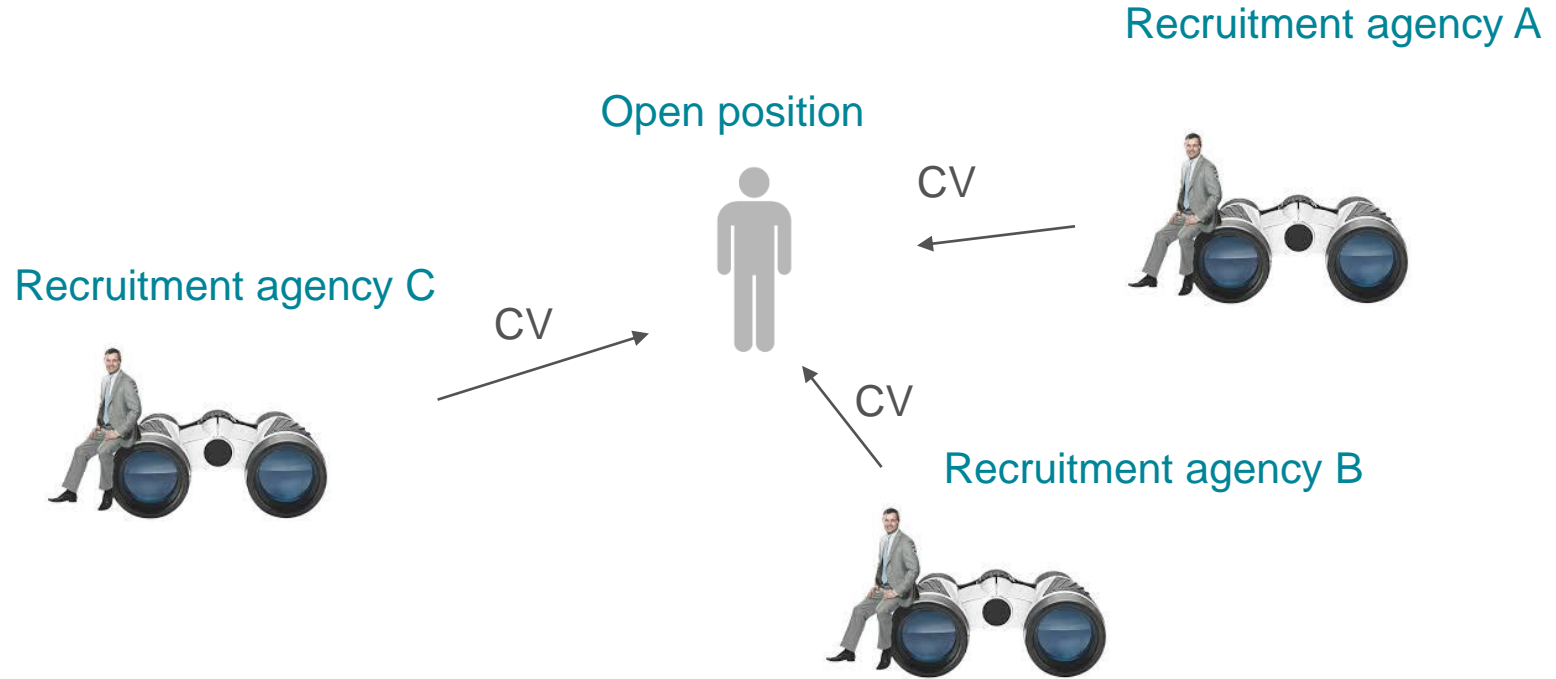 Recruitment agency A
Open position
CV
Recruitment agency C
CV
CV
Recruitment agency B